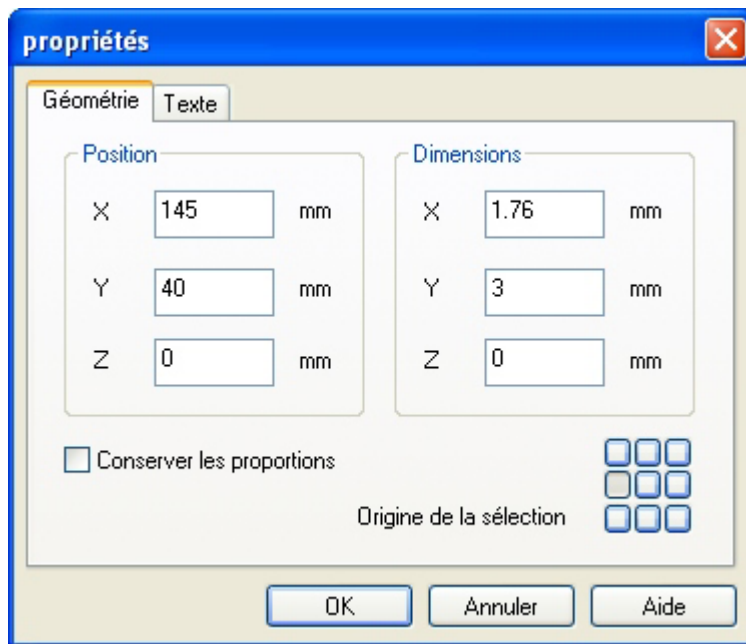 propriétés
Géométrie Texte
Position Dimensions
X 145 mm X 1.76 mm
Y 40 mm Y 3 mm
Z 0 mm Z 0 mm
Conserver les proportions
Origine de la sélection
OK Annuler Aide